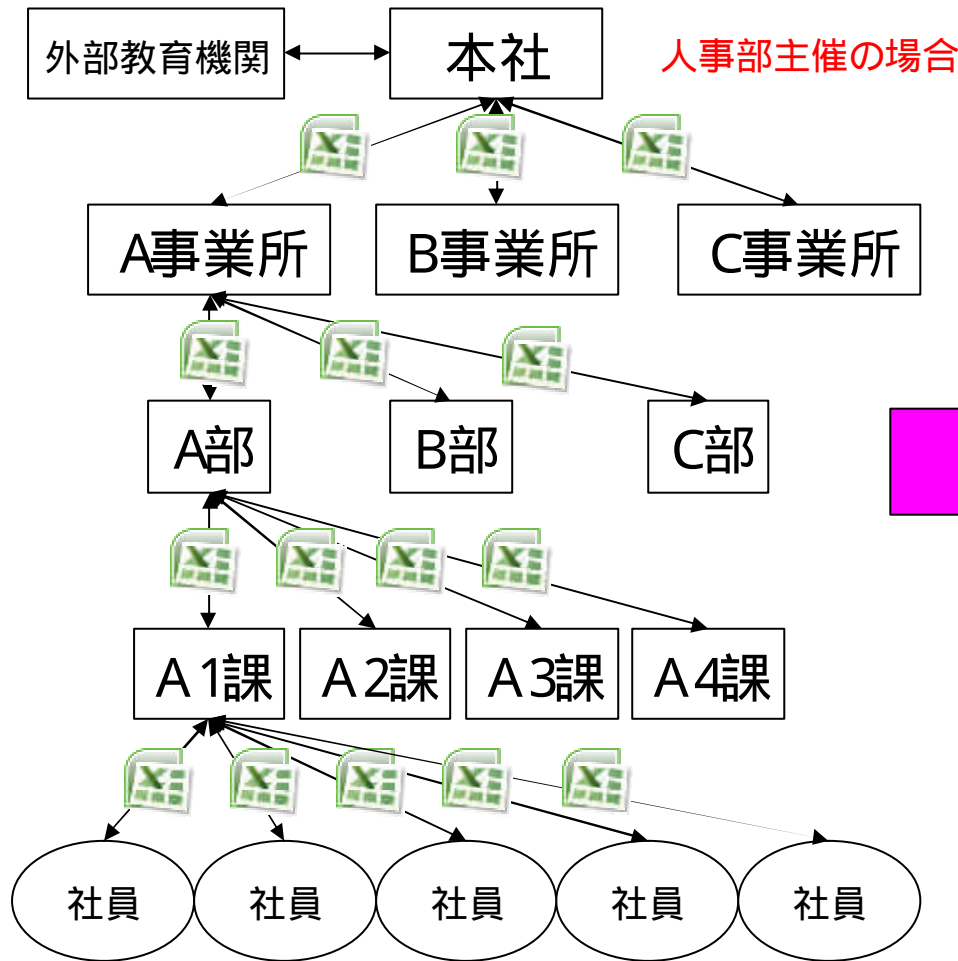 外部教育機関
本社
人事部主催の場合
A事業所
B事業所
C事業所
A部
B部
C部
A1課
A2課
A3課
A4課
社員
社員
社員
社員
社員